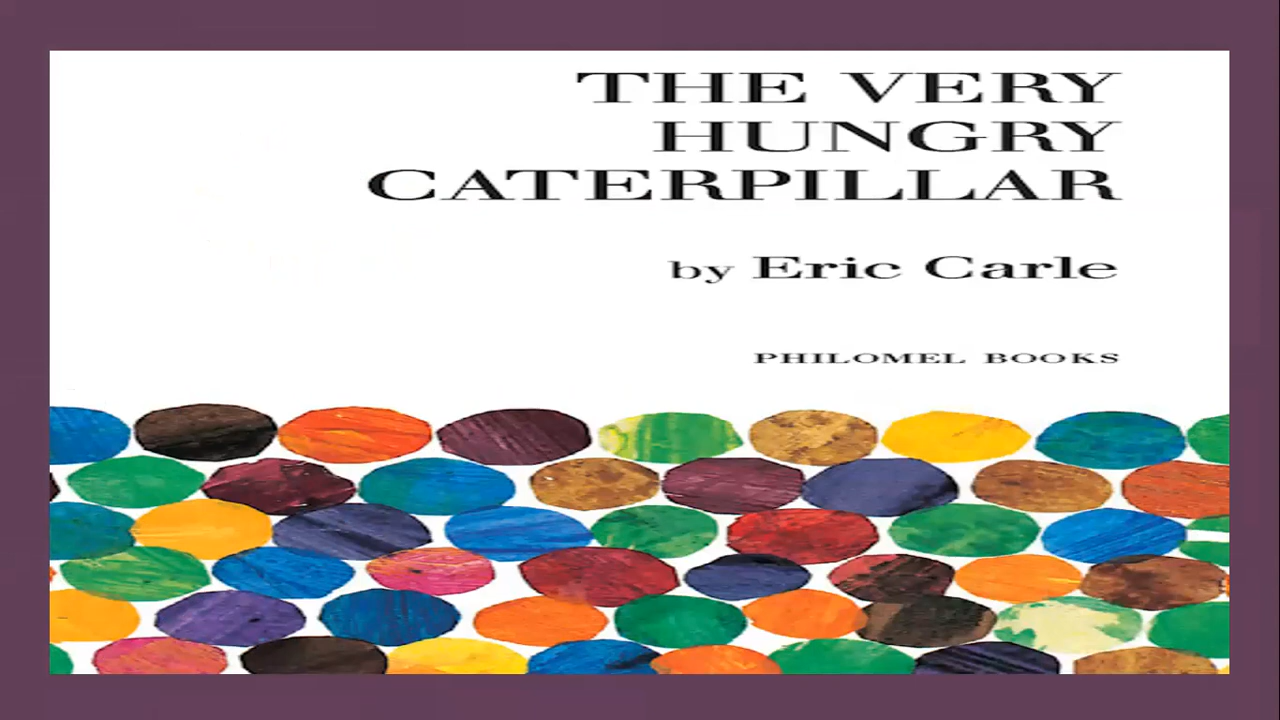 THE VERY
HUNGRY
CATERPILLAR
by Eric Carle
PHILOMEL BOOKS